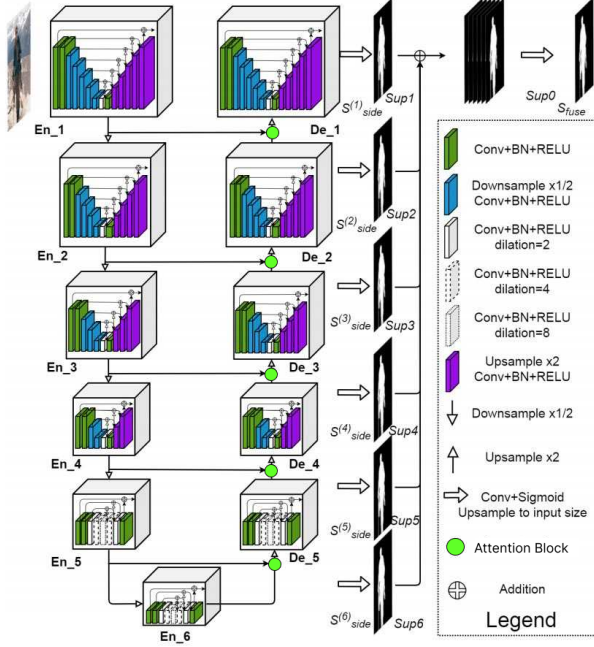 S(1)side
Sup1
Sup0
Sfuse
En_1
De_1
S(2)side
Sup2
En_2
De_2
S(3)side
Sup3
En_3
De_3
S(4)side
Sup4
En_4
De_4
S(5)side
Sup5
En_5
De_5
S(6)side
Sup6
En_6
Conv+BN+RELU
Downsample x1/2
Conv+BN+RELU
Conv+BN+RELU
dilation=2
Conv+BN+RELU
dilation=4
Conv+BN+RELU
dilation=8
Upsample x2
Conv+BN+RELU
Downsample x1/2
Upsample x2
Conv+Sigmoid
Upsample to input size
Attention Block
Addition
Legend